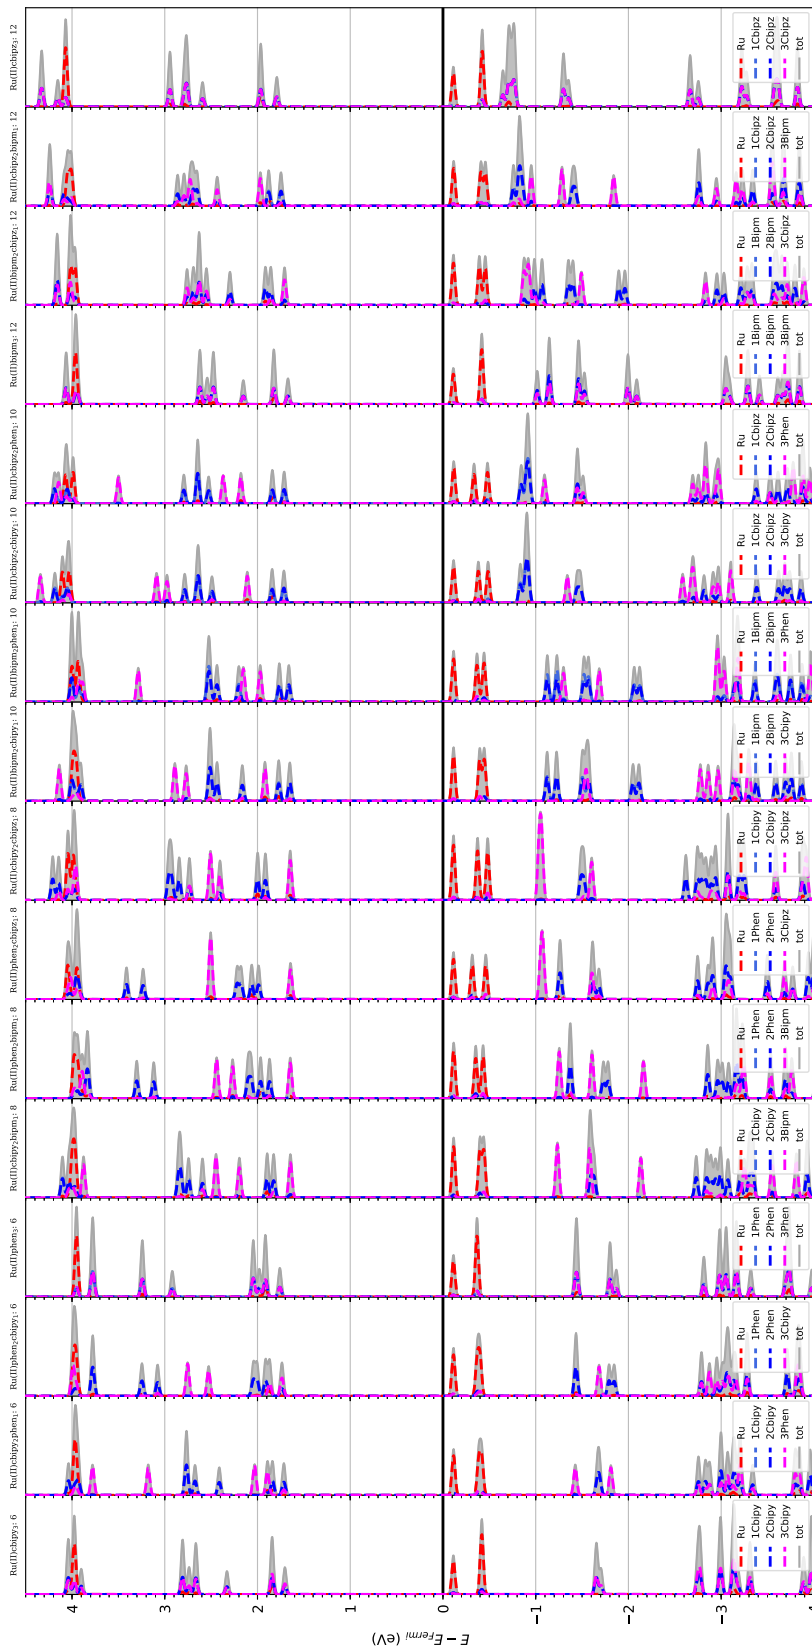 Ru(II)cbipy₃: 6
Ru(II)cbipy₂phen₁: 6
Ru(II)phen₂cbipy₁: 6
Ru(II)phen₃: 6
Ru(II)cbipy₂bipm₁: 8
Ru(II)phen₂bipm₁: 8
Ru(II)phen₂cbipz₁: 8
Ru(II)cbipy₂cbipz₁: 8
Ru(II)bipm₂cbipy₁: 10
Ru(II)bipm₂phen₁: 10
Ru(II)cbipz₂cbipy₁: 10
Ru(II)cbipz₂phen₁: 10
Ru(II)bipm₃: 12
Ru(II)bipm₂cbipz₁: 12
Ru(II)cbipz₂bipm₁: 12
Ru(II)cbipz₃: 12
E − E_Fermi (eV)
4
3
2
1
0
−1
−2
−3
Ru
1Cbipy
2Cbipy
3Cbipy
tot
Ru
1Cbipy
2Cbipy
3Phen
tot
Ru
1Phen
2Phen
3Cbipy
tot
Ru
1Phen
2Phen
3Phen
tot
Ru
1Cbipy
2Cbipy
3Bipm
tot
Ru
1Phen
2Phen
3Bipm
tot
Ru
1Phen
2Phen
3Cbipz
tot
Ru
1Cbipy
2Cbipy
3Cbipz
tot
Ru
1Bipm
2Bipm
3Cbipy
tot
Ru
1Bipm
2Bipm
3Phen
tot
Ru
1Cbipz
2Cbipz
3Cbipy
tot
Ru
1Cbipz
2Cbipz
3Phen
tot
Ru
1Bipm
2Bipm
3Bipm
tot
Ru
1Bipm
2Bipm
3Cbipz
tot
Ru
1Cbipz
2Cbipz
3Bipm
tot
Ru
1Cbipz
2Cbipz
3Cbipz
tot